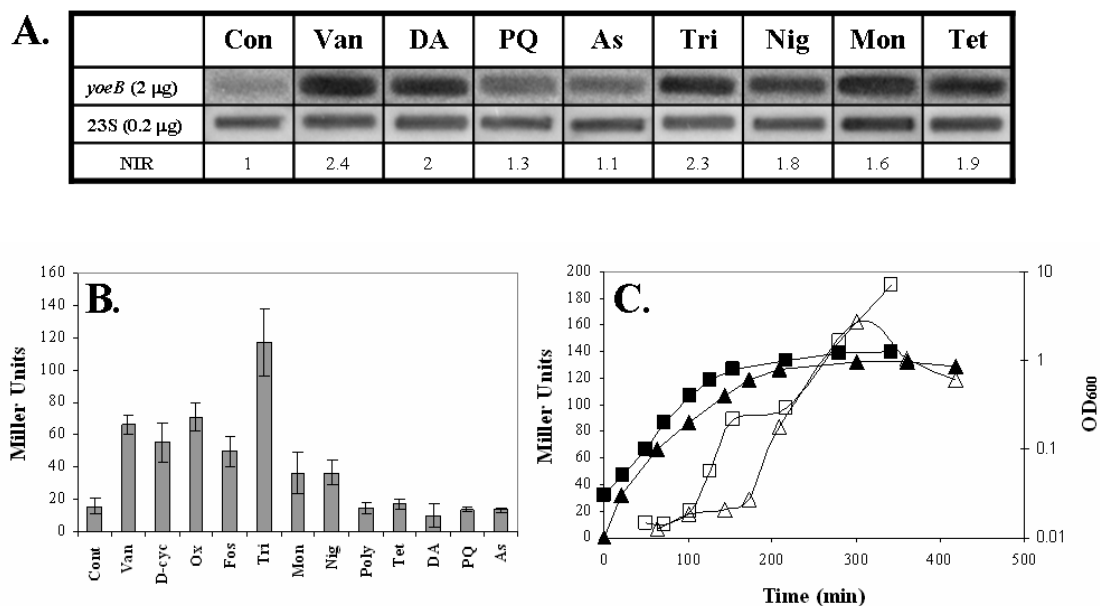 A.
Con Van DA PQ As Tri Nig Mon Tet
yoeB (2 μg)
23S (0.2 μg)
NIR 1 2.4 2 1.3 1.1 2.3 1.8 1.6 1.9
B.
Miller Units
160
140
120
100
80
60
40
20
0
Cont Van D-cyc Ox Fos Tri Mon Nig Poly Tet DA PQ As
C.
Miller Units
200
180
160
140
120
100
80
60
40
20
0
0 100 200 300 400 500
Time (min)
10
1
0.1
0.01
OD600